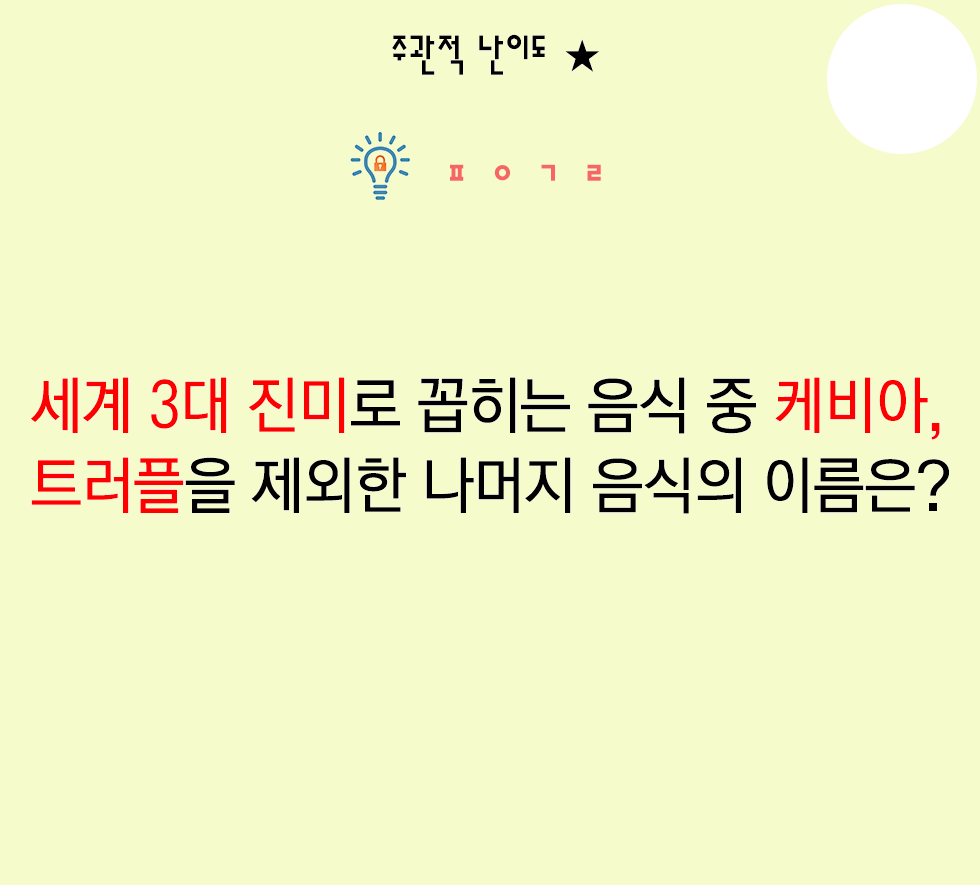 주관적 난이도 ★
ㅍ ㅇ ㄱ ㄹ
세계 3대 진미로 꼽히는 음식 중 케비아,
트러플을 제외한 나머지 음식의 이름은?